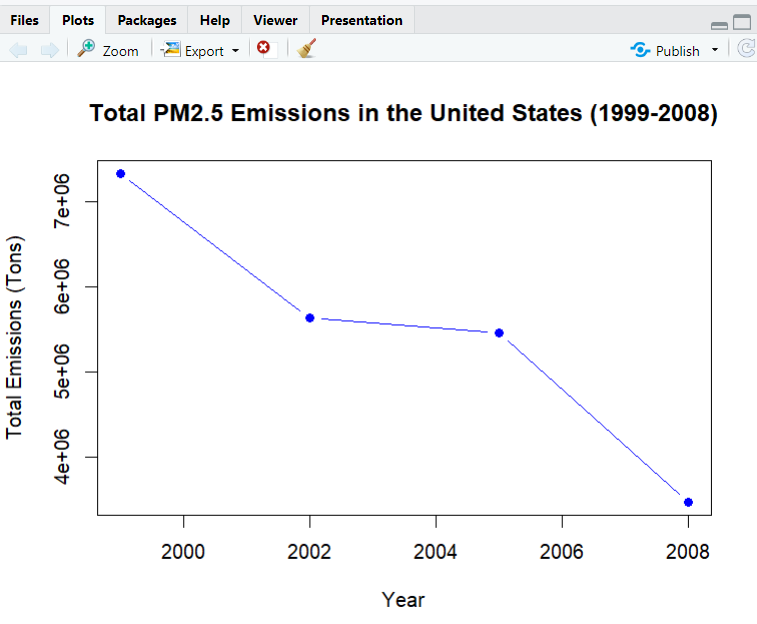 Files Plots Packages Help Viewer Presentation
Zoom Export Publish
Total PM2.5 Emissions in the United States (1999-2008)
Total Emissions (Tons)
7e+06
6e+06
5e+06
4e+06
2000 2002 2004 2006 2008
Year